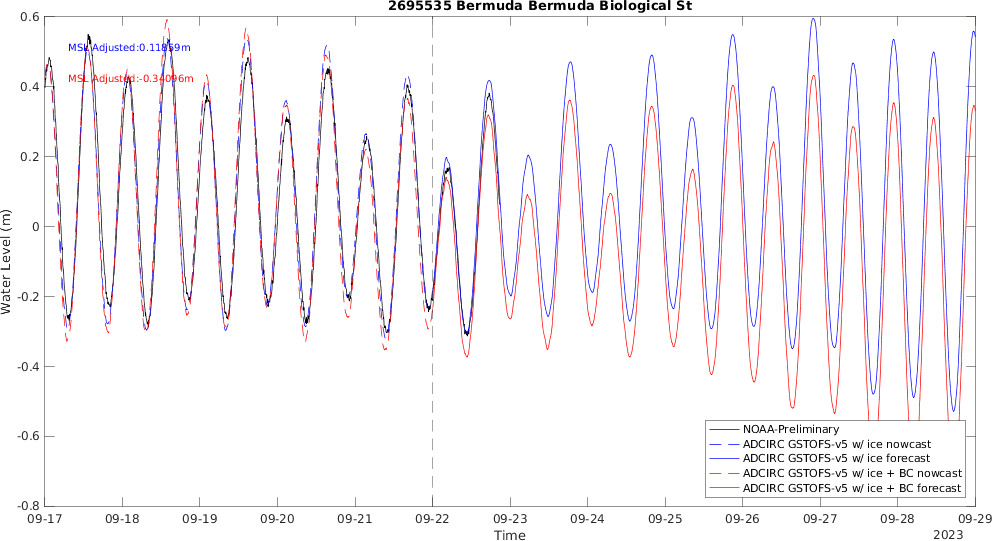 2695535 Bermuda Bermuda Biological St
0.6
MSL Adjusted:0.11859m
MSL Adjusted:-0.34096m
0.4
0.2
0
-0.2
-0.4
-0.6
-0.8
Water Level (m)
NOAA-Preliminary
ADCIRC GSTOFS-v5 w/ ice nowcast
ADCIRC GSTOFS-v5 w/ ice forecast
ADCIRC GSTOFS-v5 w/ ice + BC nowcast
ADCIRC GSTOFS-v5 w/ ice + BC forecast
09-17 09-18 09-19 09-20 09-21 09-22 09-23 09-24 09-25 09-26 09-27 09-28 09-29
Time
2023